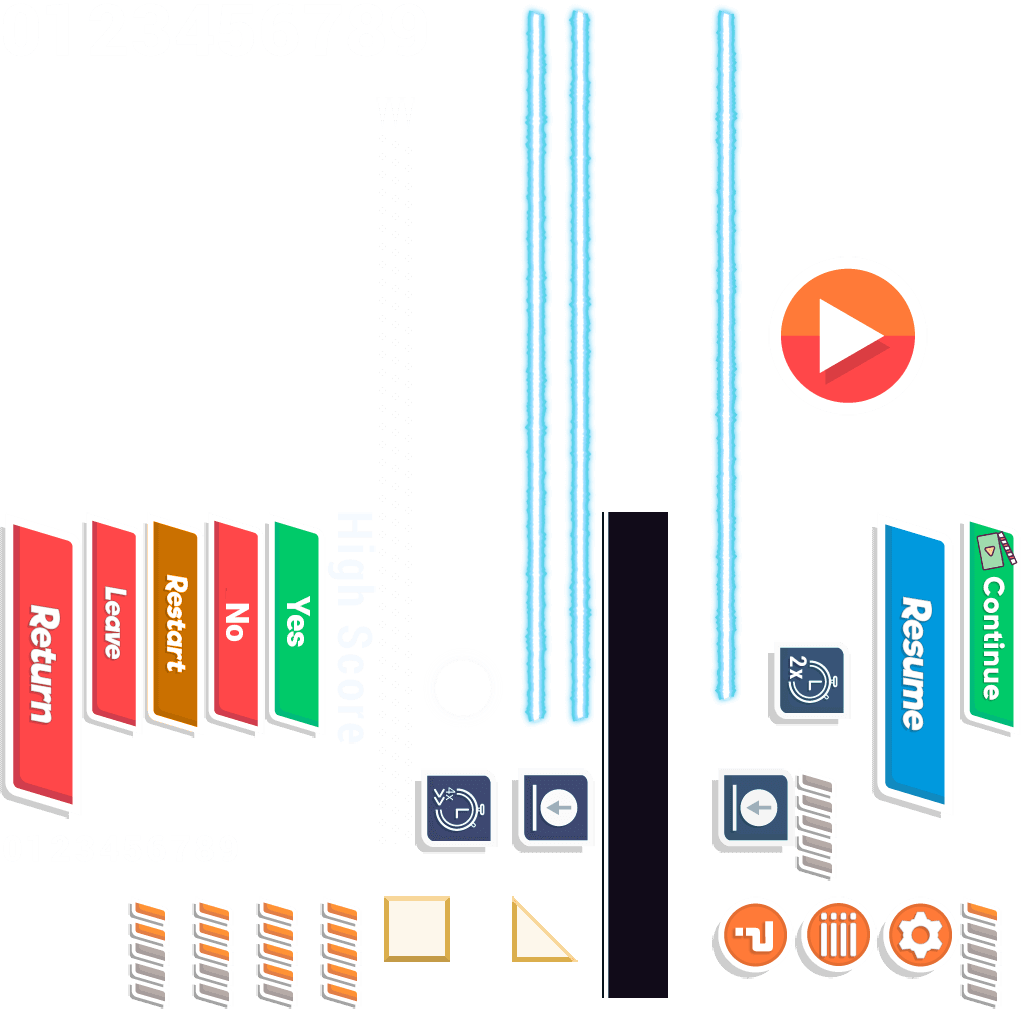 Return
Leave
Restart
No
Yes
High Score
4x
2x
Resume
Continue
?